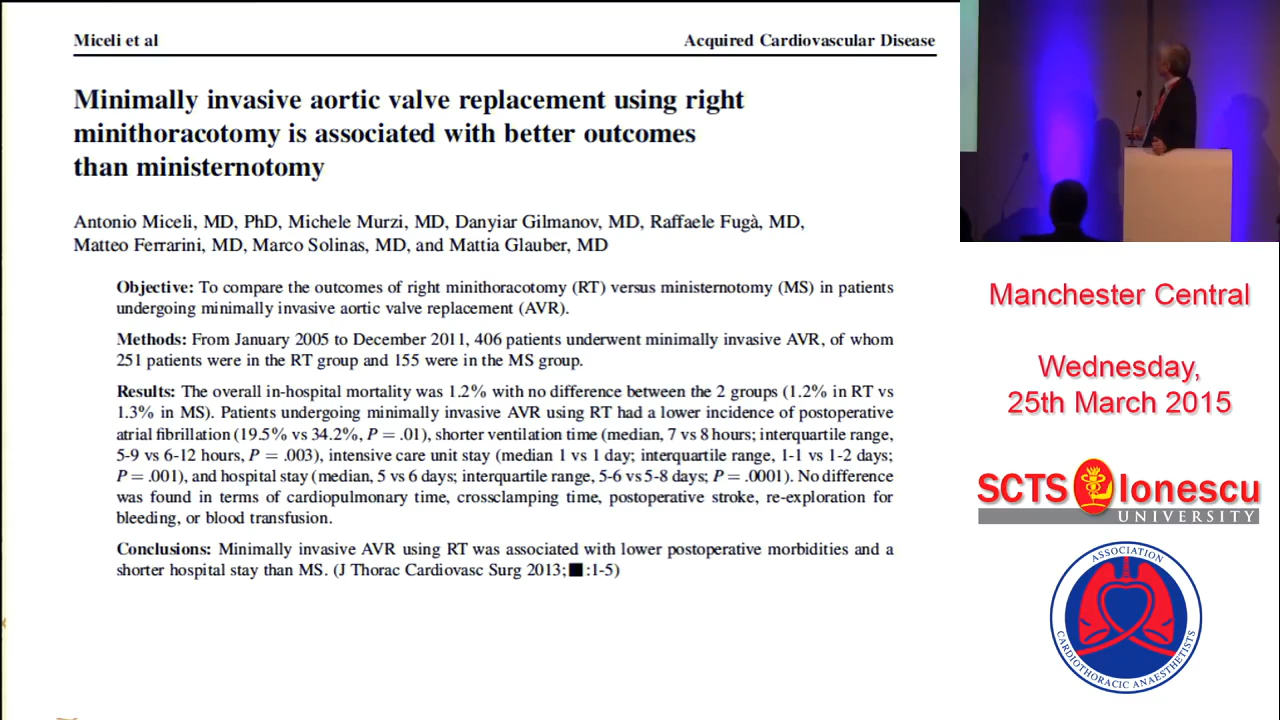 Miceli et al
Acquired Cardiovascular Disease
Minimally invasive aortic valve replacement using right
minithoracotomy is associated with better outcomes
than ministernotomy
Antonio Miceli, MD, PhD, Michele Murzi, MD, Danyiar Gilmanov, MD, Raffaele Fugà, MD,
Matteo Ferrarini, MD, Marco Solinas, MD, and Mattia Glauber, MD
Objective: To compare the outcomes of right minithoracotomy (RT) versus ministernotomy (MS) in patients
undergoing minimally invasive aortic valve replacement (AVR).
Methods: From January 2005 to December 2011, 406 patients underwent minimally invasive AVR, of whom
251 patients were in the RT group and 155 were in the MS group.
Results: The overall in-hospital mortality was 1.2% with no difference between the 2 groups (1.2% in RT vs
1.3% in MS). Patients undergoing minimally invasive AVR using RT had a lower incidence of postoperative
atrial fibrillation (19.5% vs 34.2%, P = .01), shorter ventilation time (median, 7 vs 8 hours; interquartile range,
5-9 vs 6-12 hours, P = .003), intensive care unit stay (median 1 vs 1 day; interquartile range, 1-1 vs 1-2 days;
P = .001), and hospital stay (median, 5 vs 6 days; interquartile range, 5-6 vs 5-8 days; P = .0001). No difference
was found in terms of cardiopulmonary time, crossclamping time, postoperative stroke, re-exploration for
bleeding, or blood transfusion.
Conclusions: Minimally invasive AVR using RT was associated with lower postoperative morbidities and a
shorter hospital stay than MS. (J Thorac Cardiovasc Surg 2013;■:1-5)
Manchester Central
Wednesday,
25th March 2015
SCTS Ionescu
UNIVERSITY
ASSOCIATION
CARDIOTHORACIC ANAESTHETISTS